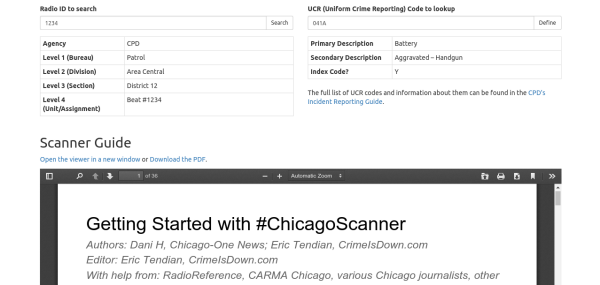 Radio ID to search
1234
Search
Agency CPD
Level 1 (Bureau) Patrol
Level 2 (Division) Area Central
Level 3 (Section) District 12
Level 4 (Unit/Assignment) Beat #1234
UCR (Uniform Crime Reporting) Code to lookup
041A
Define
Primary Description Battery
Secondary Description Aggravated – Handgun
Index Code? Y
The full list of UCR codes and information about them can be found in the CPD's
Incident Reporting Guide.
Scanner Guide
Open the viewer in a new window or Download the PDF.
1 of 36
Automatic Zoom
Getting Started with #ChicagoScanner
Authors: Dani H, Chicago-One News; Eric Tendian, CrimeIsDown.com
Editor: Eric Tendian, CrimeIsDown.com
With help from: RadioReference, CARMA Chicago, various Chicago journalists, other